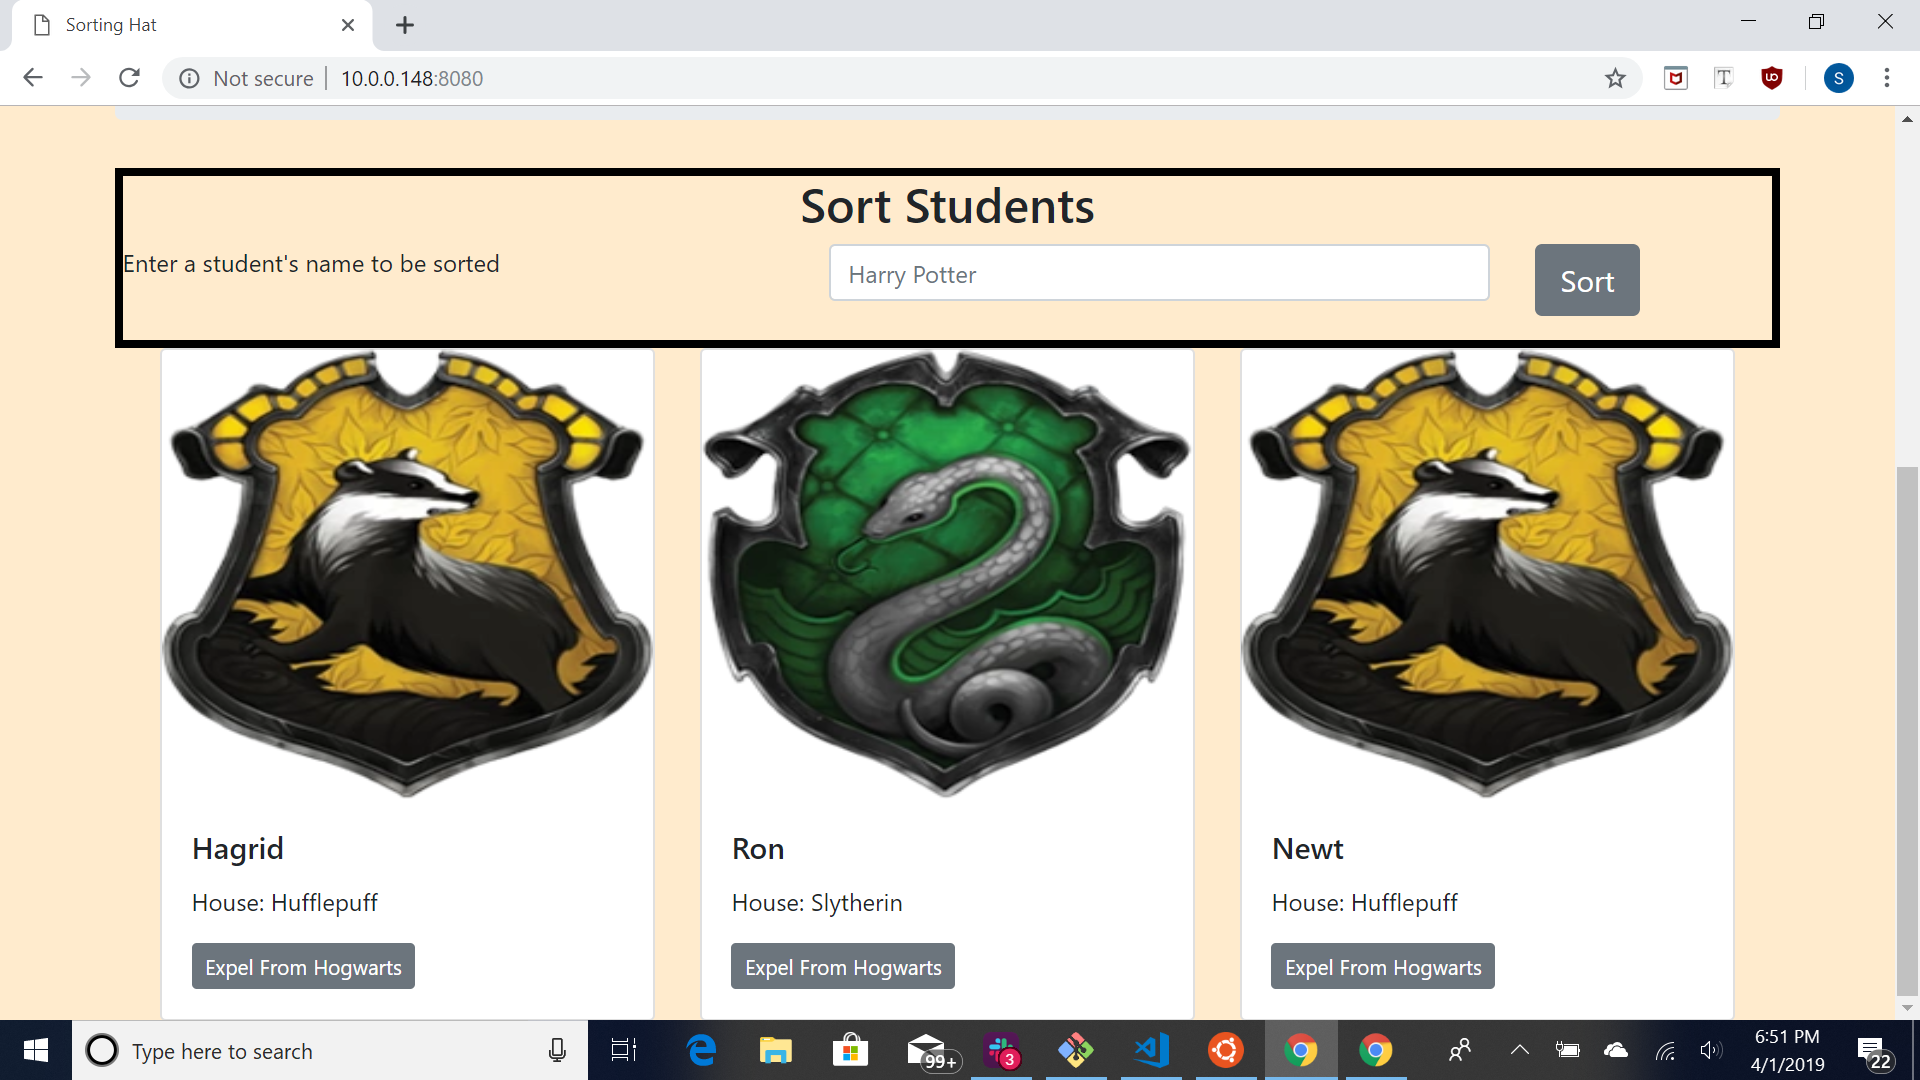 Sorting Hat
Not secure 10.0.0.148:8080
S
Sort Students
Enter a student's name to be sorted
Harry Potter
Sort
Hagrid
House: Hufflepuff
Expel From Hogwarts
Ron
House: Slytherin
Expel From Hogwarts
Newt
House: Hufflepuff
Expel From Hogwarts
Type here to search
99+
3
6:51 PM
4/1/2019
22